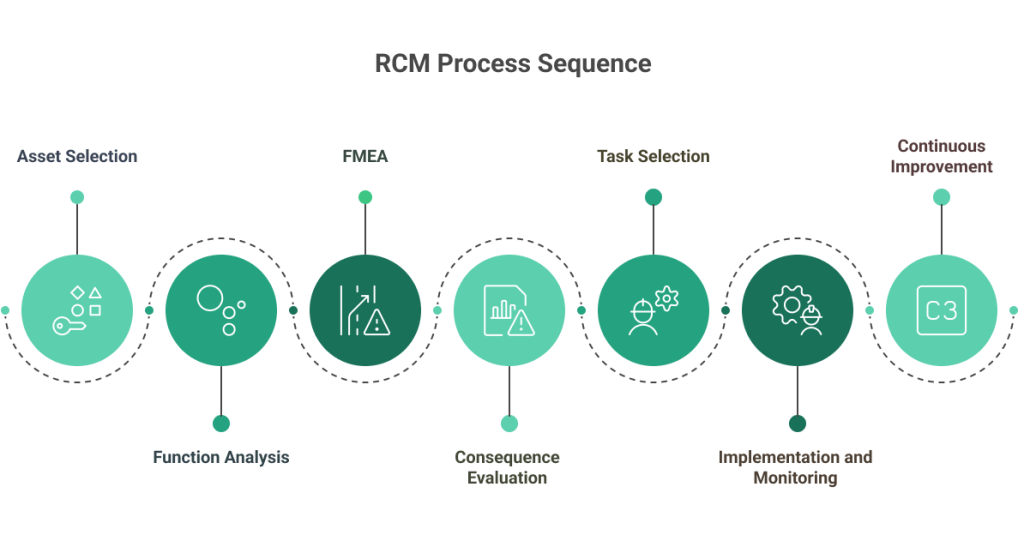 RCM Process Sequence
Asset Selection
FMEA
Task Selection
Continuous
Improvement
C3
Function Analysis
Consequence
Evaluation
Implementation and
Monitoring